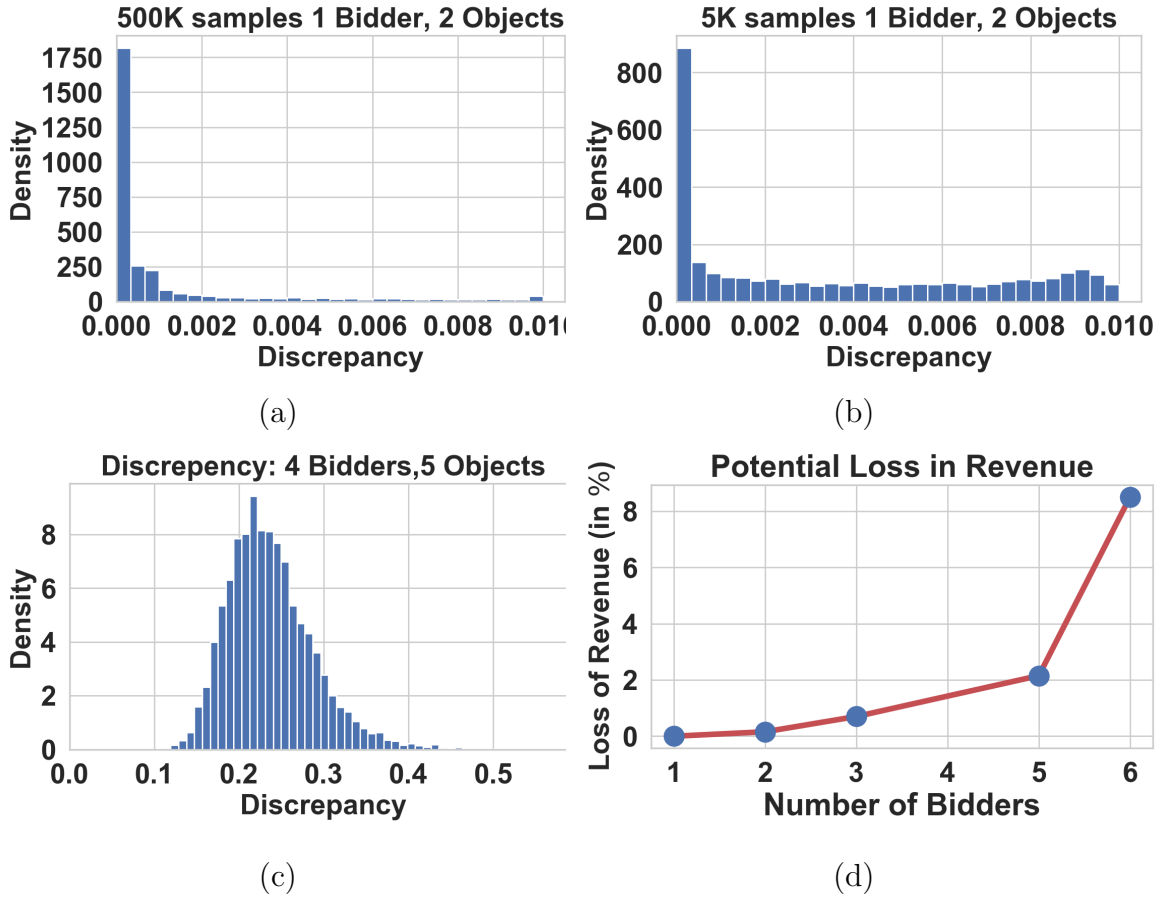 500K samples 1 Bidder, 2 Objects
Density
1750
1500
1250
1000
750
500
250
0
0.000 0.002 0.004 0.006 0.008 0.010
Discrepancy
(a)
5K samples 1 Bidder, 2 Objects
Density
800
600
400
200
0
0.000 0.002 0.004 0.006 0.008 0.010
Discrepancy
(b)
Discrepency: 4 Bidders,5 Objects
Density
8
6
4
2
0
0.0 0.1 0.2 0.3 0.4 0.5
Discrepancy
(c)
Potential Loss in Revenue
Loss of Revenue (in %)
8
6
4
2
0
1 2 3 4 5 6
Number of Bidders
(d)